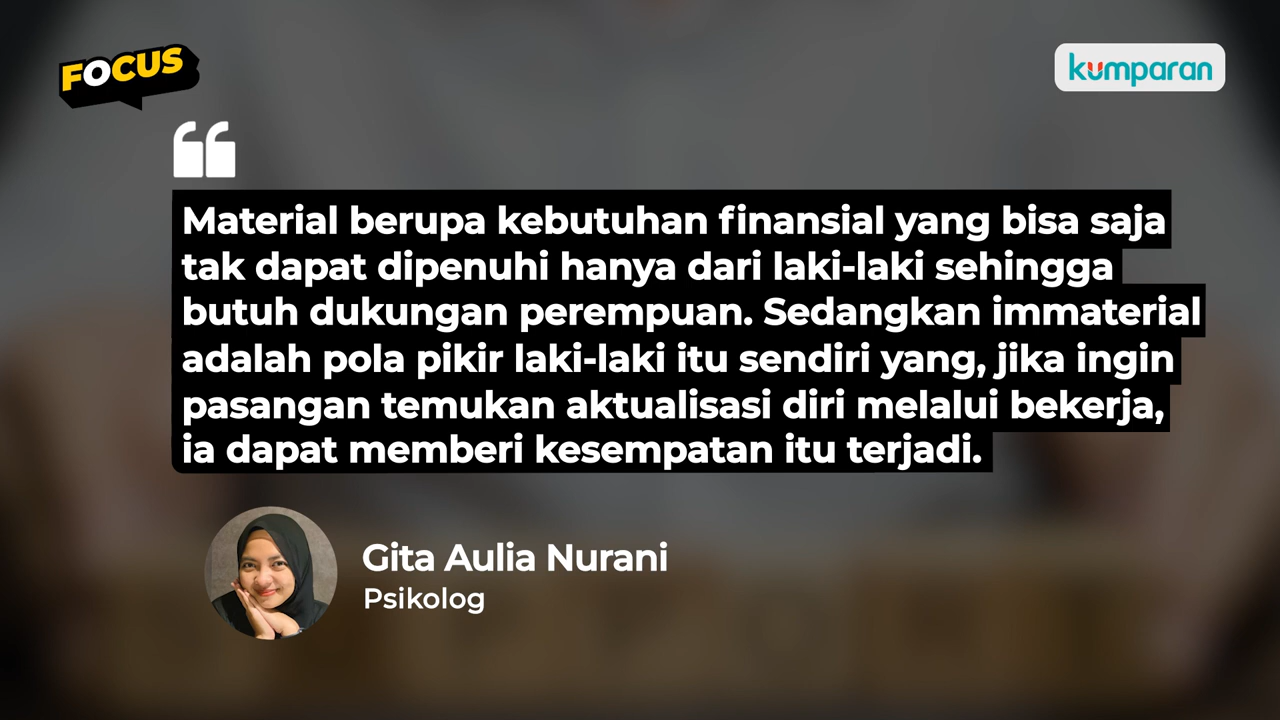 FOCUS
kumparan
“
Material berupa kebutuhan finansial yang bisa saja
tak dapat dipenuhi hanya dari laki-laki sehingga
butuh dukungan perempuan. Sedangkan immaterial
adalah pola pikir laki-laki itu sendiri yang, jika ingin
pasangan temukan aktualisasi diri melalui bekerja,
ia dapat memberi kesempatan itu terjadi.
Gita Aulia Nurani
Psikolog